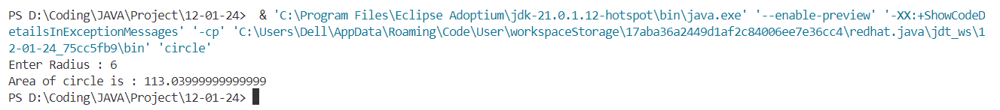 PS D:\Coding\JAVA\Project\12-01-24>  & 'C:\Program Files\Eclipse Adoptium\jdk-21.0.1.12-hotspot\bin\java.exe' '--enable-preview' '-XX:+ShowCodeD
etailsInExceptionMessages' '-cp' 'C:\Users\Dell\AppData\Roaming\Code\User\workspaceStorage\17aba36a2449d1af2c84006ee7e36cc4\redhat.java\jdt_ws\1
2-01-24_75cc5fb9\bin' 'circle'
Enter Radius : 6
Area of circle is : 113.03999999999999
PS D:\Coding\JAVA\Project\12-01-24>